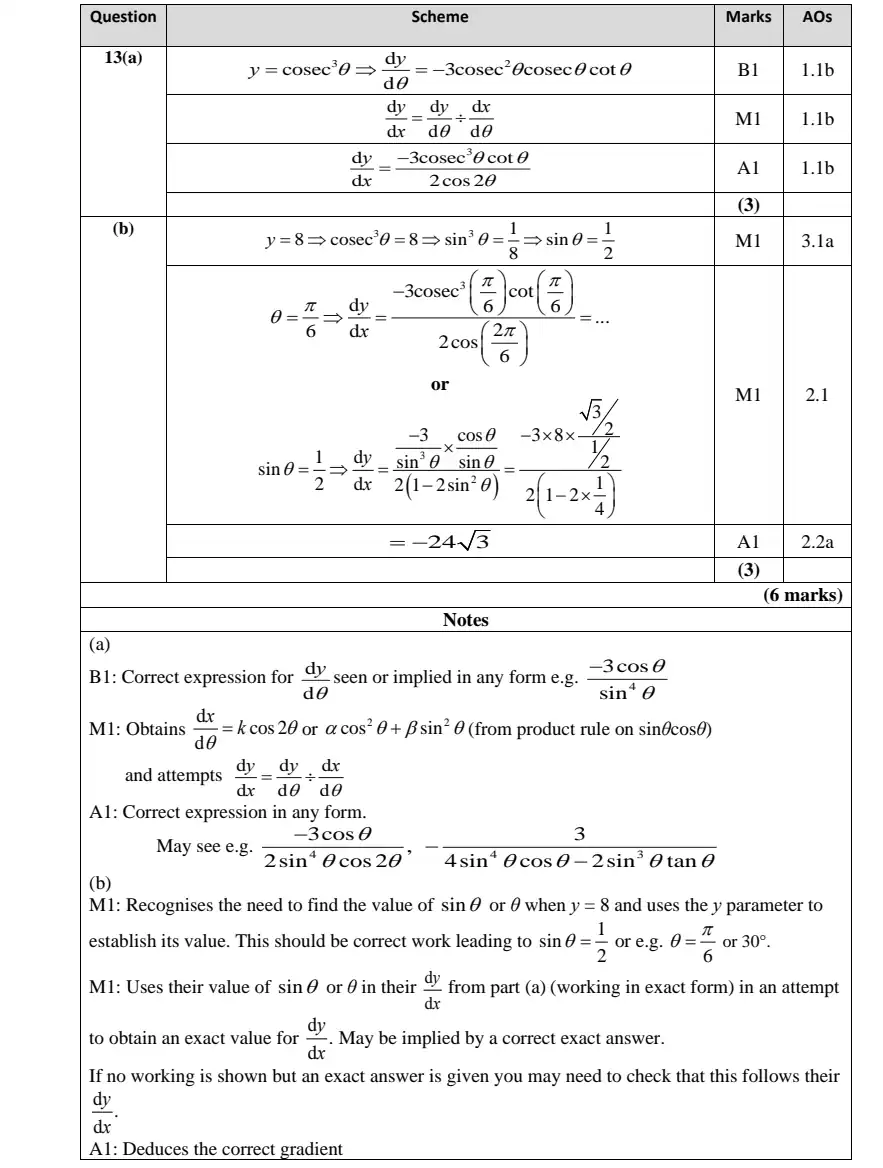 Question Scheme Marks AOs
13(a) y = cosec³θ ⇒ dy/dθ = −3cosec²θcosecθ cotθ B1 1.1b
dy/dx = dy/dθ ÷ dx/dθ M1 1.1b
dy/dx = −3cosec³θ cotθ / 2cos2θ A1 1.1b
(3)
(b) y = 8 ⇒ cosec³θ = 8 ⇒ sin³θ = 1/8 ⇒ sinθ = 1/2 M1 3.1a
θ = π/6 ⇒ dy/dx = −3cosec³(π/6)cot(π/6) / 2cos(2π/6) = ...
or
M1 2.1
sinθ = 1/2 ⇒ dy/dx = (−3/sin³θ × cosθ/sinθ) / 2(1−2sin²θ) = (−3×8×(√3/2)/(1/2)) / 2(1−2×1/4)
= −24√3 A1 2.2a
(3)
(6 marks)
Notes
(a)
B1: Correct expression for dy/dθ seen or implied in any form e.g. −3cosθ / sin⁴θ
M1: Obtains dx/dθ = k cos2θ or α cos²θ + β sin²θ (from product rule on sinθcosθ)
and attempts dy/dx = dy/dθ ÷ dx/dθ
A1: Correct expression in any form.
May see e.g. −3cosθ / 2sin⁴θ cos2θ, − 3 / 4sin⁴θ cosθ − 2sin³θ tanθ
(b)
M1: Recognises the need to find the value of sinθ or θ when y = 8 and uses the y parameter to
establish its value. This should be correct work leading to sinθ = 1/2 or e.g. θ = π/6 or 30°.
M1: Uses their value of sinθ or θ in their dy/dx from part (a) (working in exact form) in an attempt
to obtain an exact value for dy/dx. May be implied by a correct exact answer.
If no working is shown but an exact answer is given you may need to check that this follows their
dy/dx.
A1: Deduces the correct gradient